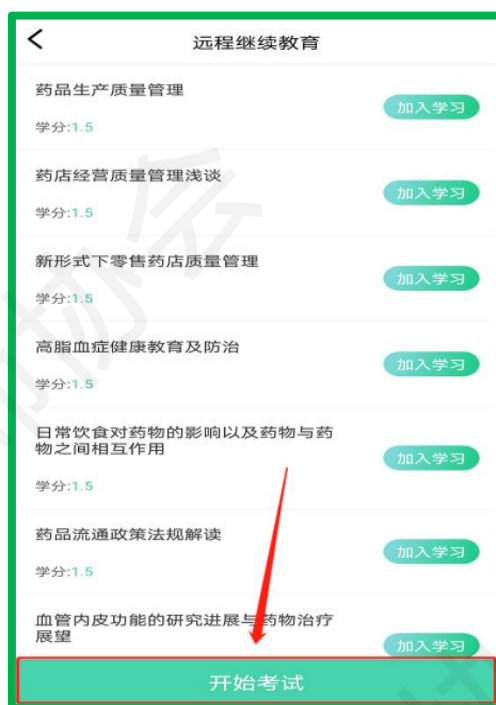 远程继续教育
药品生产质量管理
加入学习
学分:1.5
药店经营质量管理浅谈
加入学习
学分:1.5
新形式下零售药店质量管理
加入学习
学分:1.5
高脂血症健康教育及防治
加入学习
学分:1.5
日常饮食对药物的影响以及药物与药
物之间相互作用
加入学习
学分:1.5
药品流通政策法规解读
加入学习
学分:1.5
血管内皮功能的研究进展与药物治疗
展望
加入学习
开始考试
协会